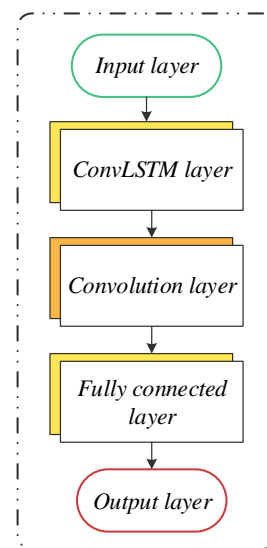 Input layer
ConvLSTM layer
Convolution layer
Fully connected
layer
Output layer